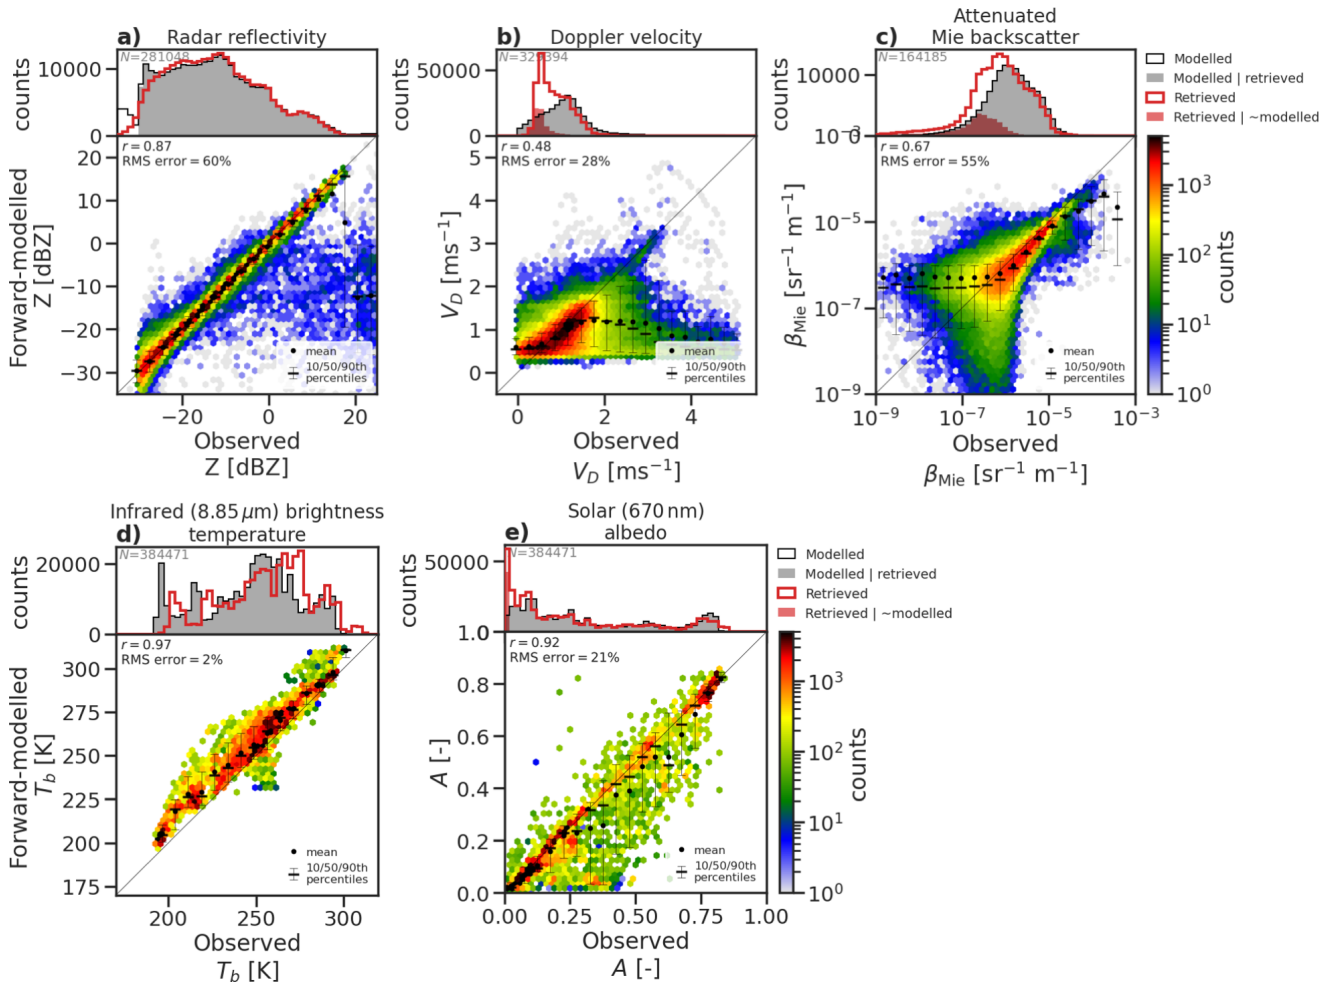 a) Radar reflectivity
N=281048
10000
0
counts
r = 0.87
RMS error = 60%
20
10
0
−10
−20
−30
Forward-modelled
Z [dBZ]
mean
10/50/90th
percentiles
−20
0
20
Observed
Z [dBZ]
b) Doppler velocity
N=329394
50000
0
counts
r = 0.48
RMS error = 28%
5
4
3
2
1
0
V_D [ms⁻¹]
mean
10/50/90th
percentiles
0
2
4
Observed
V_D [ms⁻¹]
Attenuated
c) Mie backscatter
N=164185
10000
0
counts
r = 0.67
RMS error = 55%
10⁻³
10⁻⁵
10⁻⁷
10⁻⁹
β_Mie [sr⁻¹ m⁻¹]
mean
10/50/90th
percentiles
10⁻⁹
10⁻⁷
10⁻⁵
10⁻³
Observed
β_Mie [sr⁻¹ m⁻¹]
Modelled
Modelled | retrieved
Retrieved
Retrieved | ~modelled
10³
10²
10¹
10⁰
counts
Infrared (8.85 μm) brightness
d) temperature
N=384471
20000
0
counts
r = 0.97
RMS error = 2%
300
275
250
225
200
175
Forward-modelled
T_b [K]
mean
10/50/90th
percentiles
200
250
300
Observed
T_b [K]
Solar (670 nm)
e) albedo
N=384471
50000
0
counts
r = 0.92
RMS error = 21%
1.0
0.8
0.6
0.4
0.2
0.0
A [-]
mean
10/50/90th
percentiles
0.00
0.25
0.50
0.75
1.00
Observed
A [-]
Modelled
Modelled | retrieved
Retrieved
Retrieved | ~modelled
10³
10²
10¹
10⁰
counts